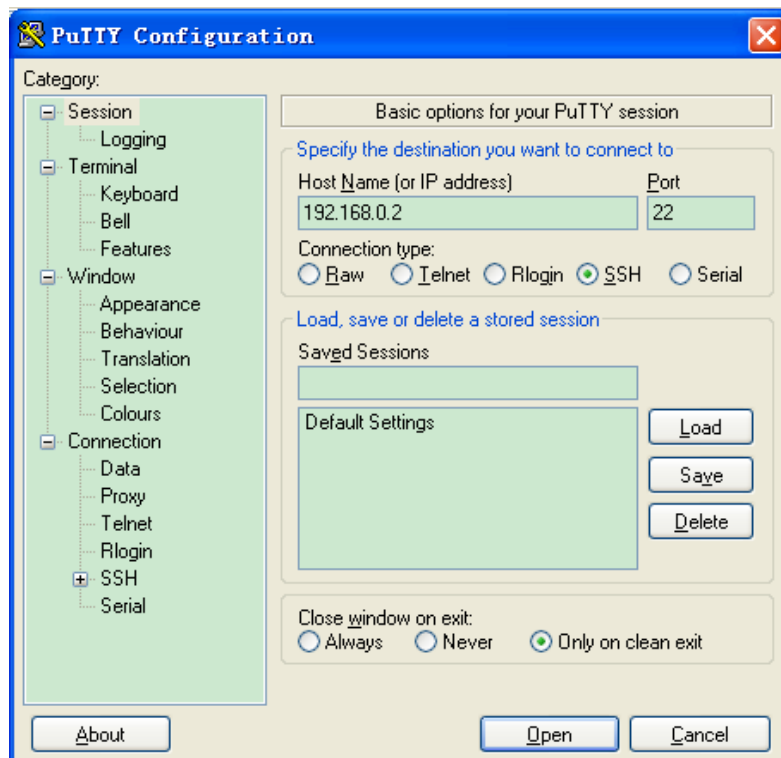 PuTTY Configuration
Category:
Session
Logging
Terminal
Keyboard
Bell
Features
Window
Appearance
Behaviour
Translation
Selection
Colours
Connection
Data
Proxy
Telnet
Rlogin
SSH
Serial
Basic options for your PuTTY session
Specify the destination you want to connect to
Host Name (or IP address) Port
192.168.0.2 22
Connection type:
Raw Telnet Rlogin SSH Serial
Load, save or delete a stored session
Saved Sessions
Default Settings
Load
Save
Delete
Close window on exit:
Always Never Only on clean exit
About Open Cancel